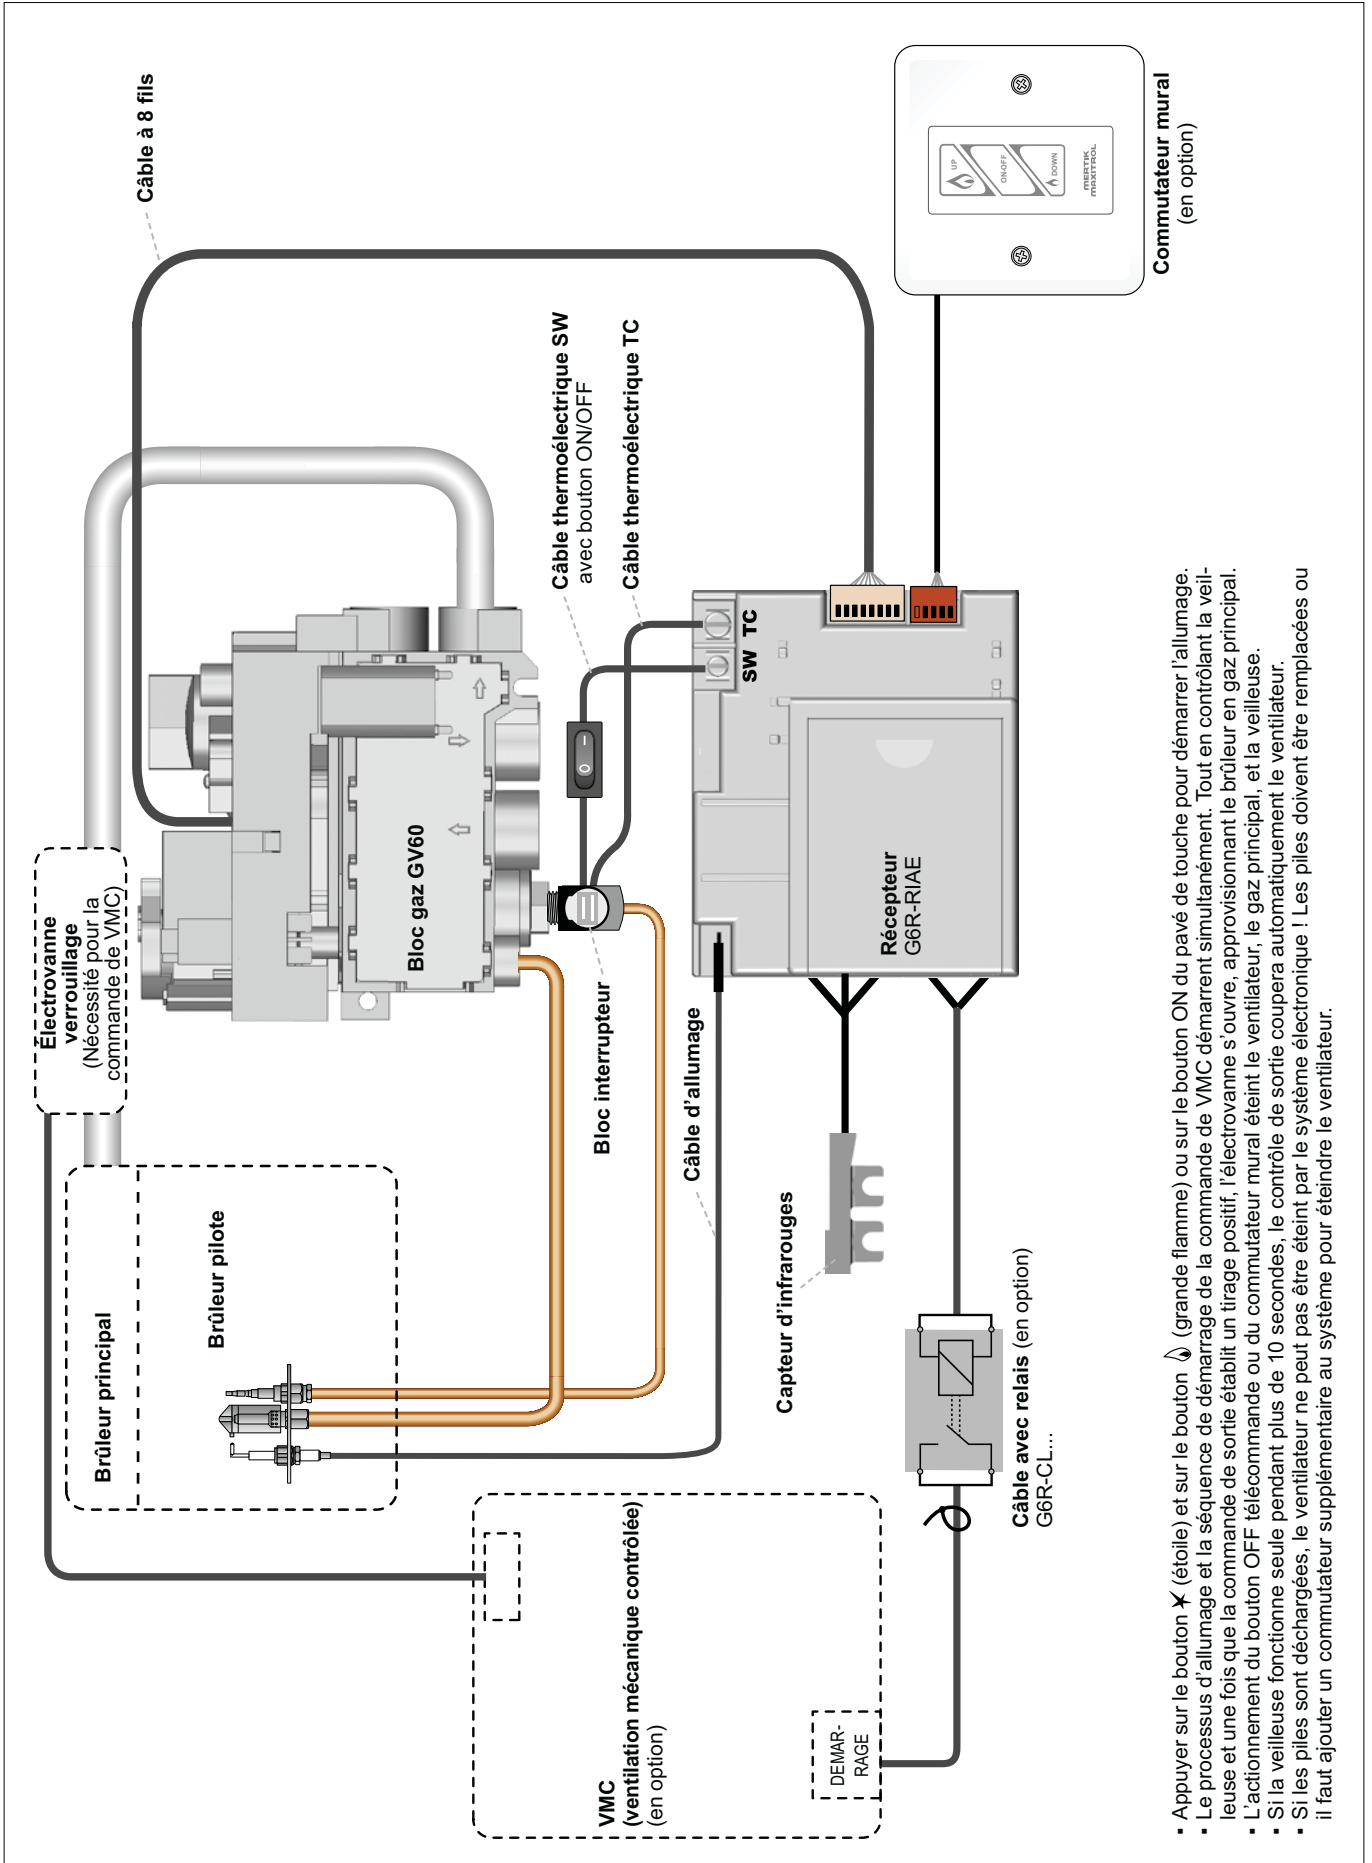 Électrovanne
verrouillage
(Nécessité pour la
commande de VMC)
Câble à 8 fils
Brûleur principal
Brûleur pilote
Bloc gaz GV60
Câble thermoélectrique SW
avec bouton ON/OFF
Câble thermoélectrique TC
Bloc interrupteur
Câble d'allumage
0
SW TC
VMC
(ventilation mécanique contrôlée)
(en option)
DEMAR-
RAGE
Capteur d'infrarouges
Récepteur
G6R-RIAE
Câble avec relais (en option)
G6R-CL...
UP
ON-OFF
DOWN
MERTIK
MAXITROL
Commutateur mural
(en option)
▪ Appuyer sur le bouton (étoile) et sur le bouton (grande flamme) ou sur le bouton ON du pavé de touche pour démarrer l'allumage.
▪ Le processus d'allumage et la séquence de démarrage de la commande de VMC démarrent simultanément. Tout en contrôlant la veil-
leuse et une fois que la commande de sortie établit un tirage positif, l'électrovanne s'ouvre, approvisionnant le brûleur en gaz principal.
▪ L'actionnement du bouton OFF télécommande ou du commutateur mural éteint le ventilateur, le gaz principal, et la veilleuse.
▪ Si la veilleuse fonctionne seule pendant plus de 10 secondes, le contrôle de sortie coupera automatiquement le ventilateur.
▪ Si les piles sont déchargées, le ventilateur ne peut pas être éteint par le système électronique ! Les piles doivent être remplacées ou
il faut ajouter un commutateur supplémentaire au système pour éteindre le ventilateur.